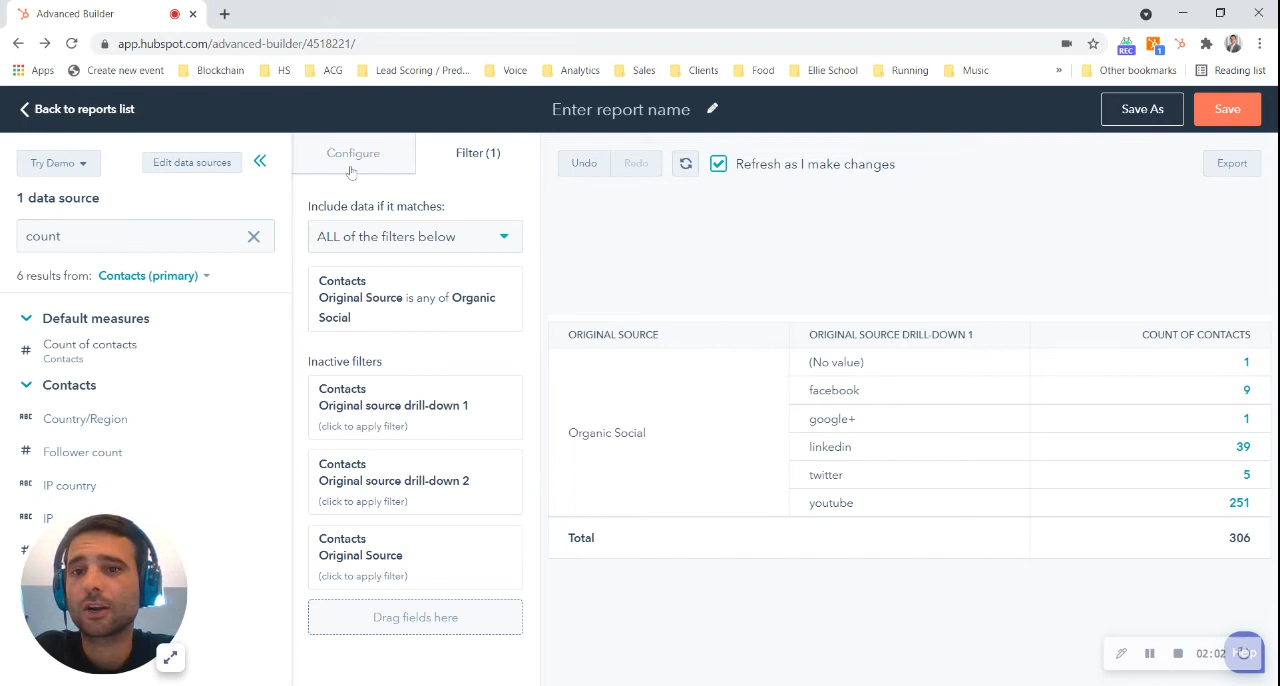 Advanced Builder
app.hubspot.com/advanced-builder/4518221/
REC
1
Apps
Create new event
Blockchain
HS
ACG
Lead Scoring / Pred...
Voice
Analytics
Sales
Clients
Food
Ellie School
Running
Music
»
Other bookmarks
Reading list
Back to reports list
Enter report name
Save As
Save
Try Demo
Edit data sources
1 data source
count
6 results from: Contacts (primary)
Default measures
# Count of contacts
Contacts
Contacts
ABC Country/Region
# Follower count
ABC IP country
ABC IP
#
Configure
Filter (1)
Include data if it matches:
ALL of the filters below
Contacts
Original Source is any of Organic
Social
Inactive filters
Contacts
Original source drill-down 1
(click to apply filter)
Contacts
Original source drill-down 2
(click to apply filter)
Contacts
Original Source
(click to apply filter)
Drag fields here
Undo
Redo
Refresh as I make changes
Export
ORIGINAL SOURCE ORIGINAL SOURCE DRILL-DOWN 1 COUNT OF CONTACTS
Organic Social
(No value) 1
facebook 9
google+ 1
linkedin 39
twitter 5
youtube 251
Total 306
02:02
Help